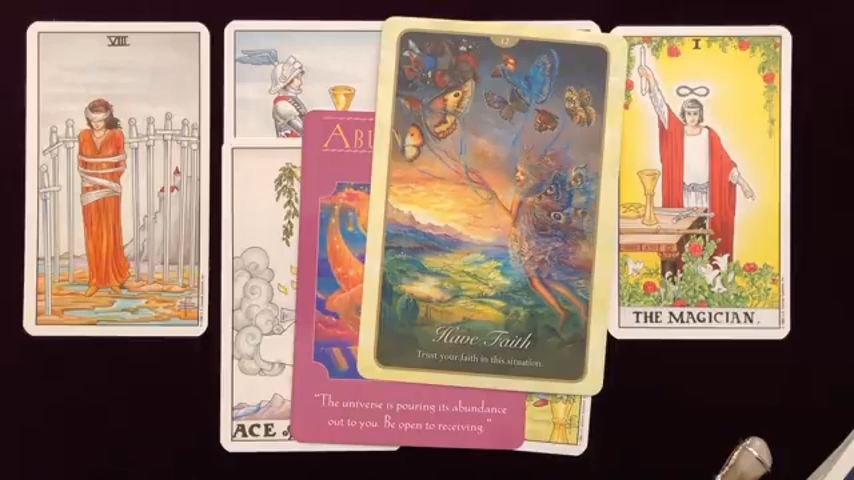 VIII
I
THE MAGICIAN.
Have Faith
Trust your faith in this situation.
"The universe is pouring its abundance
out to you. Be open to receiving."
ACE